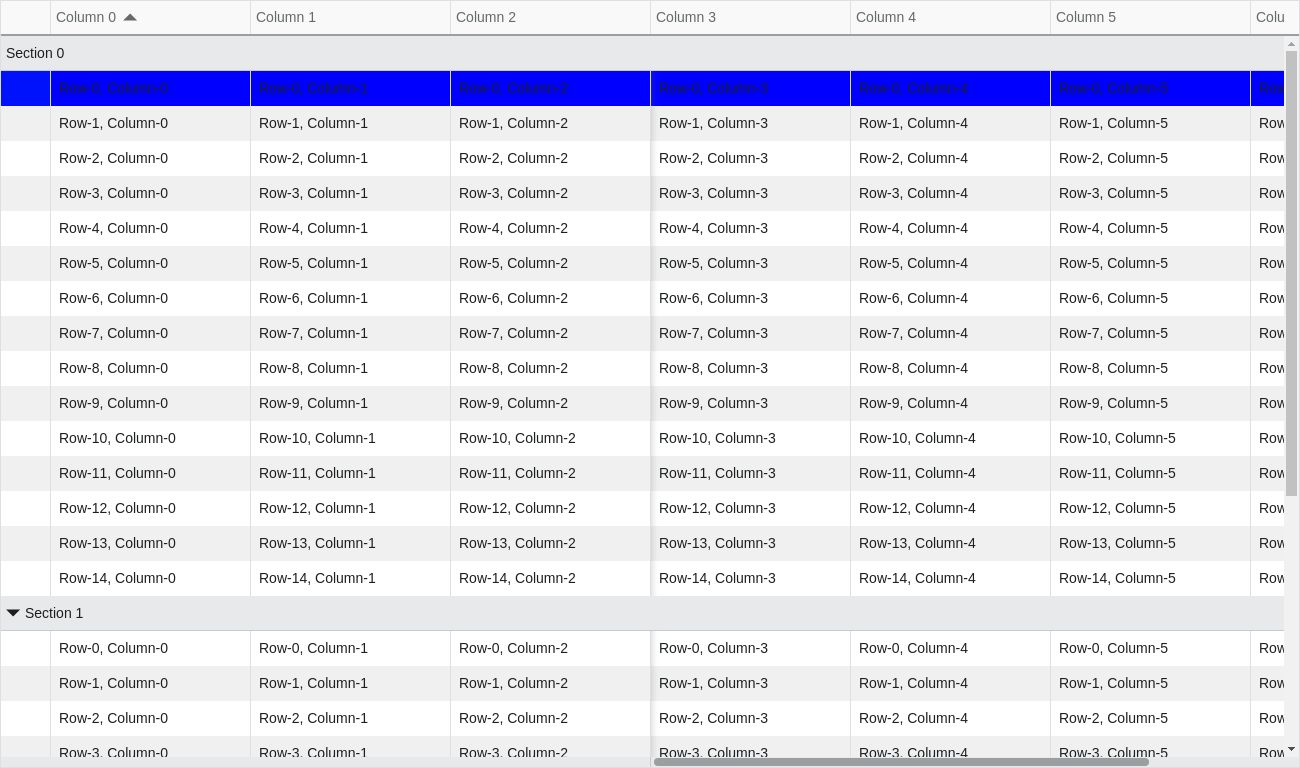 Column 0 Column 1 Column 2 Column 3 Column 4 Column 5 Colu
Section 0
Row-0, Column-0 Row-0, Column-1 Row-0, Column-2 Row-0, Column-3 Row-0, Column-4 Row-0, Column-5 Row
Row-1, Column-0 Row-1, Column-1 Row-1, Column-2 Row-1, Column-3 Row-1, Column-4 Row-1, Column-5 Row
Row-2, Column-0 Row-2, Column-1 Row-2, Column-2 Row-2, Column-3 Row-2, Column-4 Row-2, Column-5 Row
Row-3, Column-0 Row-3, Column-1 Row-3, Column-2 Row-3, Column-3 Row-3, Column-4 Row-3, Column-5 Row
Row-4, Column-0 Row-4, Column-1 Row-4, Column-2 Row-4, Column-3 Row-4, Column-4 Row-4, Column-5 Row
Row-5, Column-0 Row-5, Column-1 Row-5, Column-2 Row-5, Column-3 Row-5, Column-4 Row-5, Column-5 Row
Row-6, Column-0 Row-6, Column-1 Row-6, Column-2 Row-6, Column-3 Row-6, Column-4 Row-6, Column-5 Row
Row-7, Column-0 Row-7, Column-1 Row-7, Column-2 Row-7, Column-3 Row-7, Column-4 Row-7, Column-5 Row
Row-8, Column-0 Row-8, Column-1 Row-8, Column-2 Row-8, Column-3 Row-8, Column-4 Row-8, Column-5 Row
Row-9, Column-0 Row-9, Column-1 Row-9, Column-2 Row-9, Column-3 Row-9, Column-4 Row-9, Column-5 Row
Row-10, Column-0 Row-10, Column-1 Row-10, Column-2 Row-10, Column-3 Row-10, Column-4 Row-10, Column-5 Row
Row-11, Column-0 Row-11, Column-1 Row-11, Column-2 Row-11, Column-3 Row-11, Column-4 Row-11, Column-5 Row
Row-12, Column-0 Row-12, Column-1 Row-12, Column-2 Row-12, Column-3 Row-12, Column-4 Row-12, Column-5 Row
Row-13, Column-0 Row-13, Column-1 Row-13, Column-2 Row-13, Column-3 Row-13, Column-4 Row-13, Column-5 Row
Row-14, Column-0 Row-14, Column-1 Row-14, Column-2 Row-14, Column-3 Row-14, Column-4 Row-14, Column-5 Row
Section 1
Row-0, Column-0 Row-0, Column-1 Row-0, Column-2 Row-0, Column-3 Row-0, Column-4 Row-0, Column-5 Row
Row-1, Column-0 Row-1, Column-1 Row-1, Column-2 Row-1, Column-3 Row-1, Column-4 Row-1, Column-5 Row
Row-2, Column-0 Row-2, Column-1 Row-2, Column-2 Row-2, Column-3 Row-2, Column-4 Row-2, Column-5 Row
Row-3, Column-0 Row-3, Column-1 Row-3, Column-2 Row-3, Column-3 Row-3, Column-4 Row-3, Column-5 Row